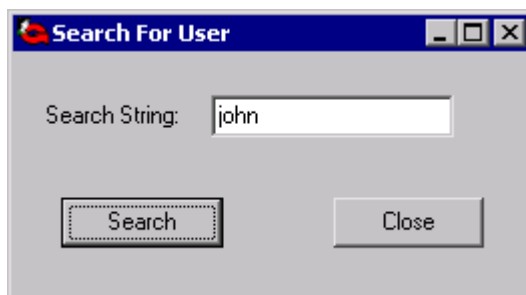 Search For User
Search String: john
Search Close